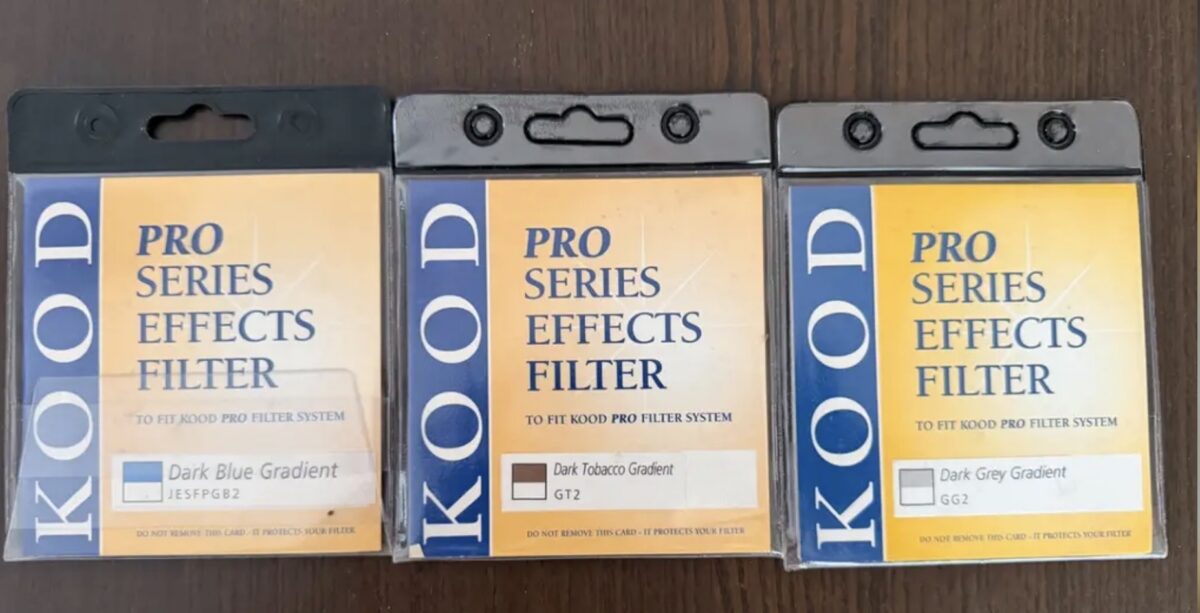 KOOD
PRO
SERIES
EFFECTS
FILTER
TO FIT KOOD PRO FILTER SYSTEM
Dark Blue Gradient
JESFPGB2
DO NOT REMOVE THIS CARD - IT PROTECTS YOUR FILTER
KOOD
PRO
SERIES
EFFECTS
FILTER
TO FIT KOOD PRO FILTER SYSTEM
Dark Tobacco Gradient
GT2
DO NOT REMOVE THIS CARD - IT PROTECTS YOUR FILTER
KOOD
PRO
SERIES
EFFECTS
FILTER
TO FIT KOOD PRO FILTER SYSTEM
Dark Grey Gradient
GG2
DO NOT REMOVE THIS CARD - IT PROTECTS YOUR FILTER